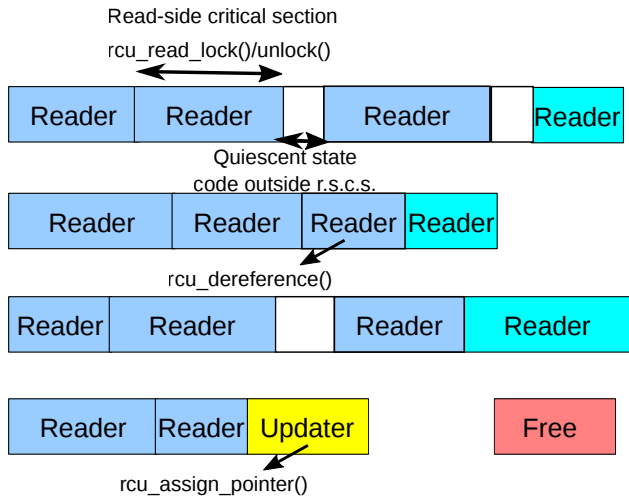 Read-side critical section
rcu_read_lock()/unlock()
Reader Reader Reader Reader
Quiescent state
code outside r.s.c.s.
Reader Reader Reader Reader
rcu_dereference()
Reader Reader Reader Reader
Reader Reader Updater Free
rcu_assign_pointer()